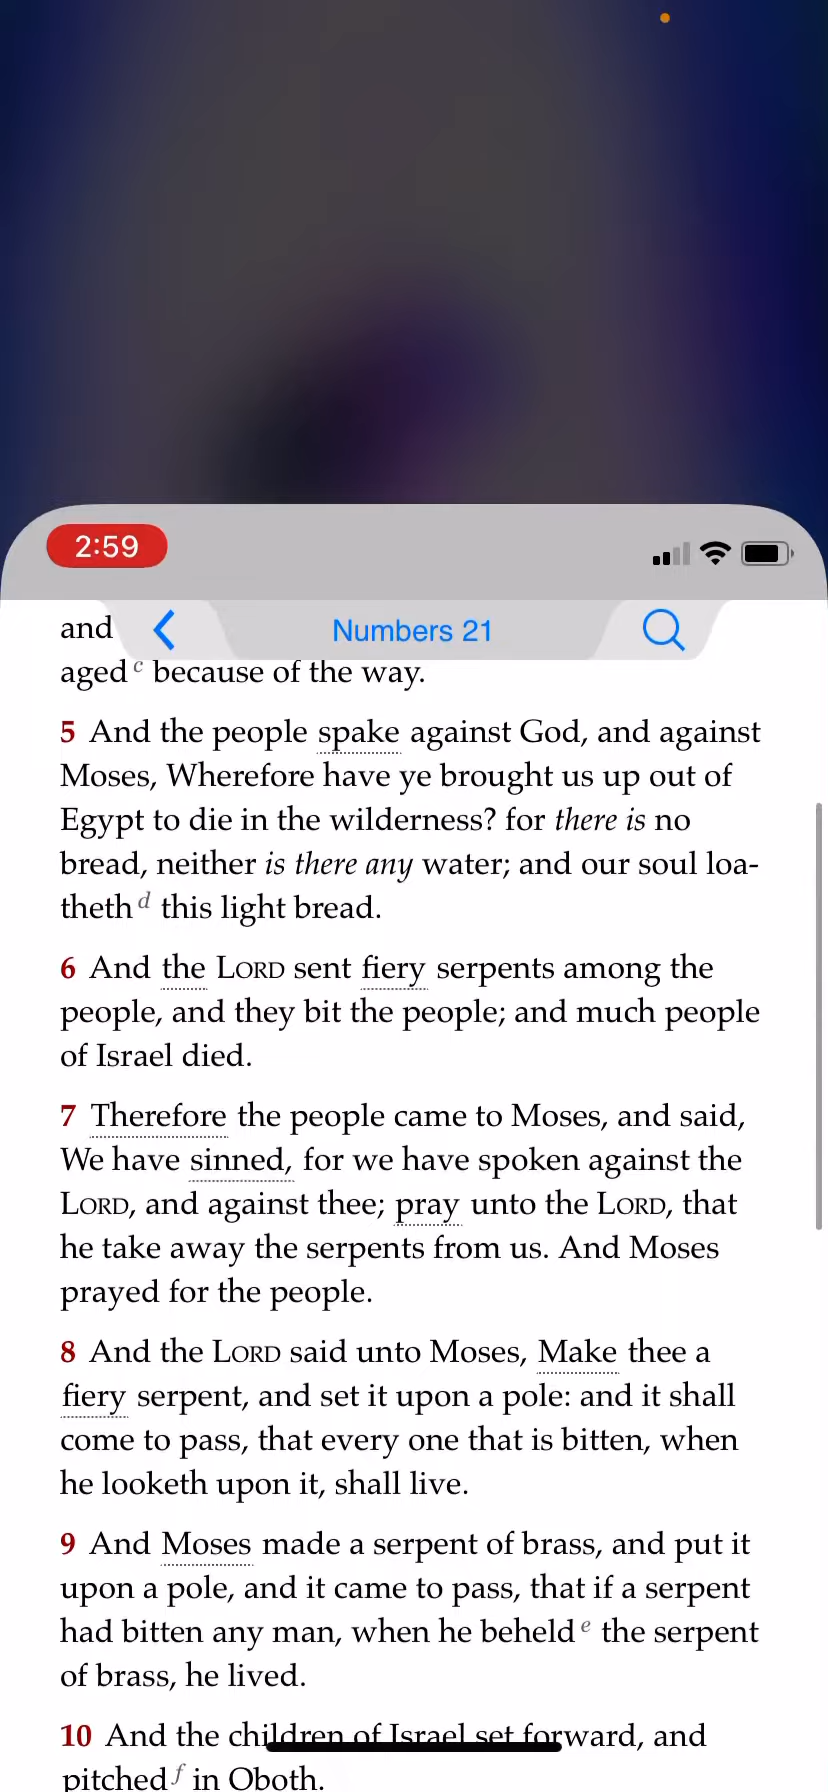 2:59
Numbers 21
and
aged c because of the way.
5 And the people spake against God, and against
Moses, Wherefore have ye brought us up out of
Egypt to die in the wilderness? for there is no
bread, neither is there any water; and our soul loa-
theth d this light bread.
6 And the LORD sent fiery serpents among the
people, and they bit the people; and much people
of Israel died.
7 Therefore the people came to Moses, and said,
We have sinned, for we have spoken against the
LORD, and against thee; pray unto the LORD, that
he take away the serpents from us. And Moses
prayed for the people.
8 And the LORD said unto Moses, Make thee a
fiery serpent, and set it upon a pole: and it shall
come to pass, that every one that is bitten, when
he looketh upon it, shall live.
9 And Moses made a serpent of brass, and put it
upon a pole, and it came to pass, that if a serpent
had bitten any man, when he beheld e the serpent
of brass, he lived.
10 And the children of Israel set forward, and
pitched f in Oboth.